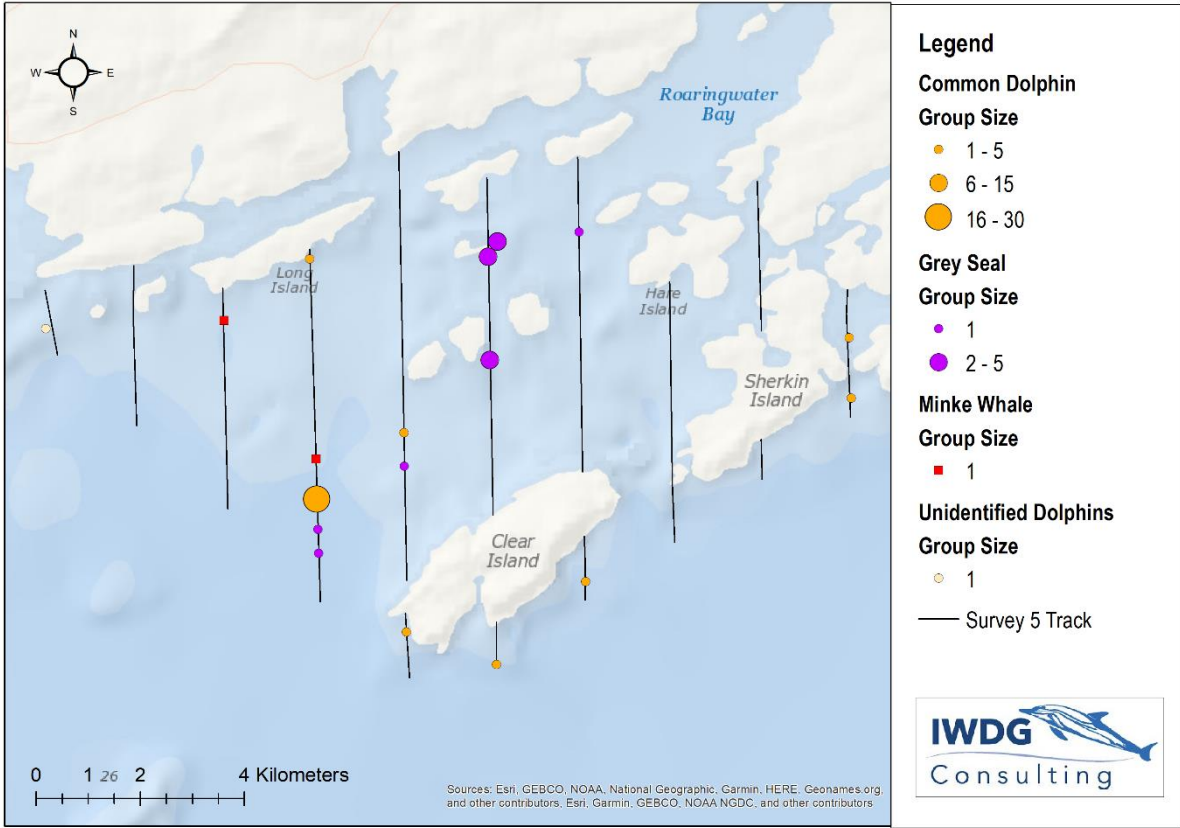 N
W E
S
Roaringwater
Bay
Long
Island
Hare
Island
Sherkin
Island
Clear
Island
0 1 26 2 4 Kilometers
Sources: Esri, GEBCO, NOAA, National Geographic, Garmin, HERE, Geonames.org,
and other contributors, Esri, Garmin, GEBCO, NOAA NGDC, and other contributors
Legend
Common Dolphin
Group Size
1 - 5
6 - 15
16 - 30
Grey Seal
Group Size
1
2 - 5
Minke Whale
Group Size
1
Unidentified Dolphins
Group Size
1
Survey 5 Track
IWDG
Consulting